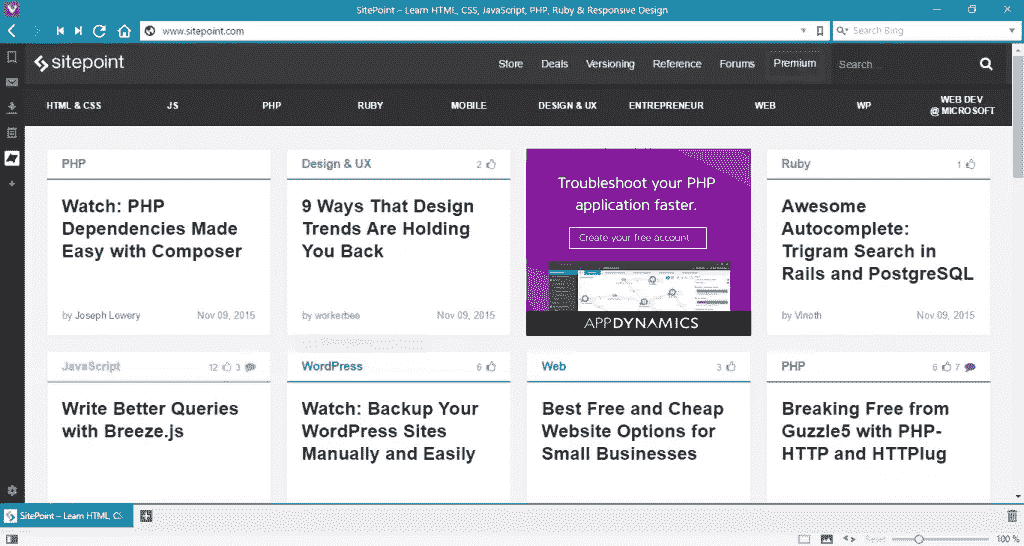 SitePoint – Learn HTML, CSS, JavaScript, PHP, Ruby & Responsive Design
www.sitepoint.com
Search Bing
sitepoint
Store Deals Versioning Reference Forums Premium Search...
HTML & CSS JS PHP RUBY MOBILE DESIGN & UX ENTREPRENEUR WEB WP WEB DEV
@ MICROSOFT
PHP
Watch: PHP
Dependencies Made
Easy with Composer
by Joseph Lowery Nov 09, 2015
Design & UX 2
9 Ways That Design
Trends Are Holding
You Back
by workerbee Nov 09, 2015
Troubleshoot your PHP
application faster.
Create your free account
APPDYNAMICS
Ruby 1
Awesome
Autocomplete:
Trigram Search in
Rails and PostgreSQL
by Vinoth Nov 09, 2015
JavaScript 12 3
Write Better Queries
with Breeze.js
WordPress 6
Watch: Backup Your
WordPress Sites
Manually and Easily
Web 3
Best Free and Cheap
Website Options for
Small Businesses
PHP 6 7
Breaking Free from
Guzzle5 with PHP-
HTTP and HTTPlug
SitePoint – Learn HTML, CS
Reset 100 %